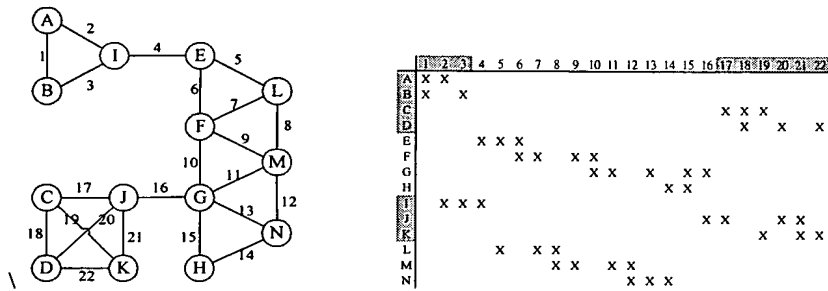 A
2
1
I
4
E
5
3
B
6
7
L
F
8
9
M
10
11
C
17
J
16
G
12
19
20
13
18
21
15
N
D
22
K
H
14
\
1 2 3 4 5 6 7 8 9 10 11 12 13 14 15 16 17 18 19 20 21 22
A x x
B x x
C x x x
D x x x
E x x x
F x x x x
G x x x x x
H x x
I x x x
J x x x x
K x x x
L x x x
M x x x x
N x x x